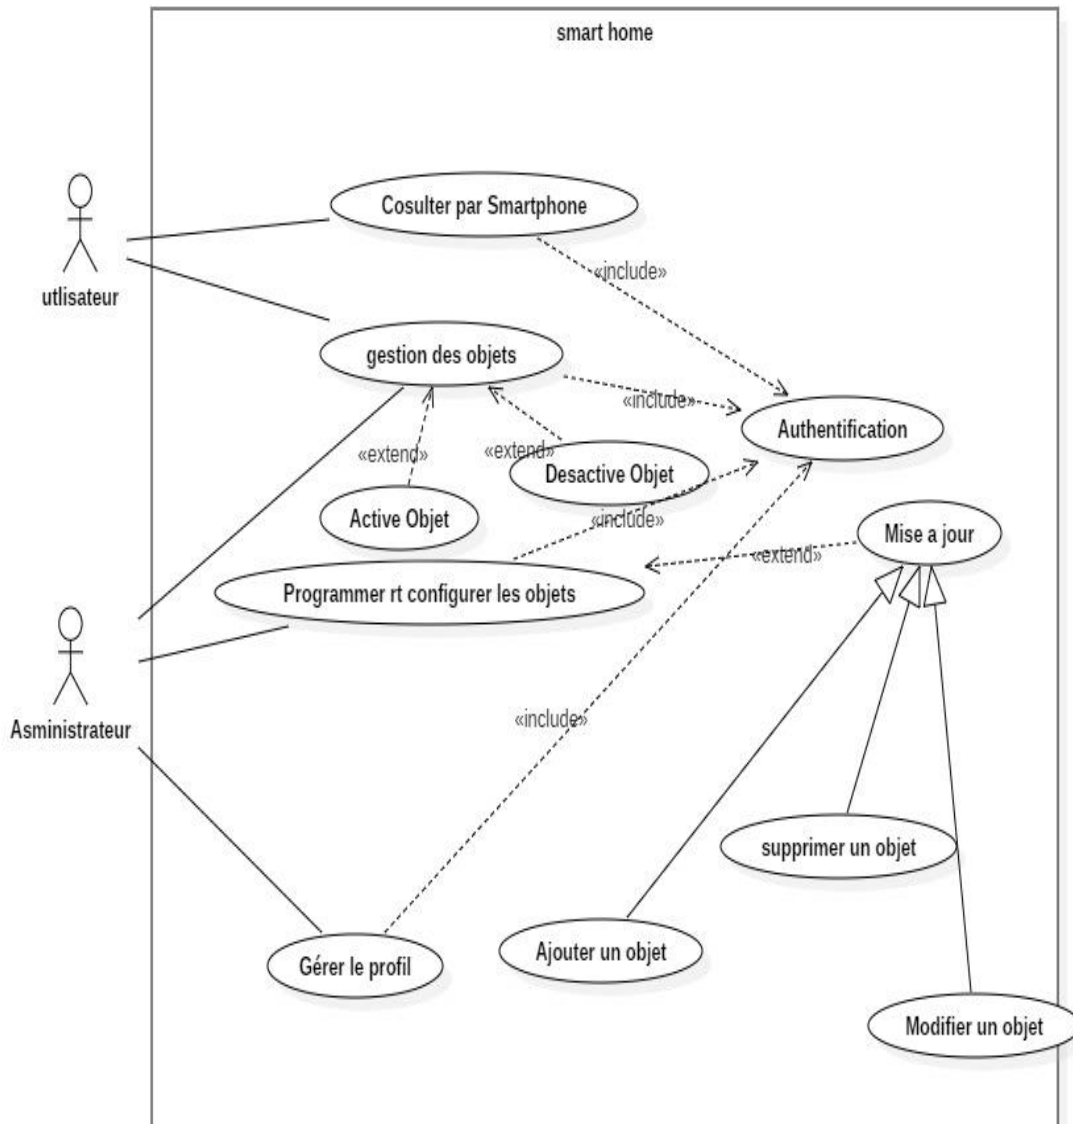 smart home
Cosulter par Smartphone
«include»
utlisateur
gestion des objets
«include»
Authentification
«extend»
«extend»
Desactive Objet
Active Objet
«include»
Mise a jour
«extend»
Programmer rt configurer les objets
Asministrateur
«include»
supprimer un objet
Ajouter un objet
Gérer le profil
Modifier un objet